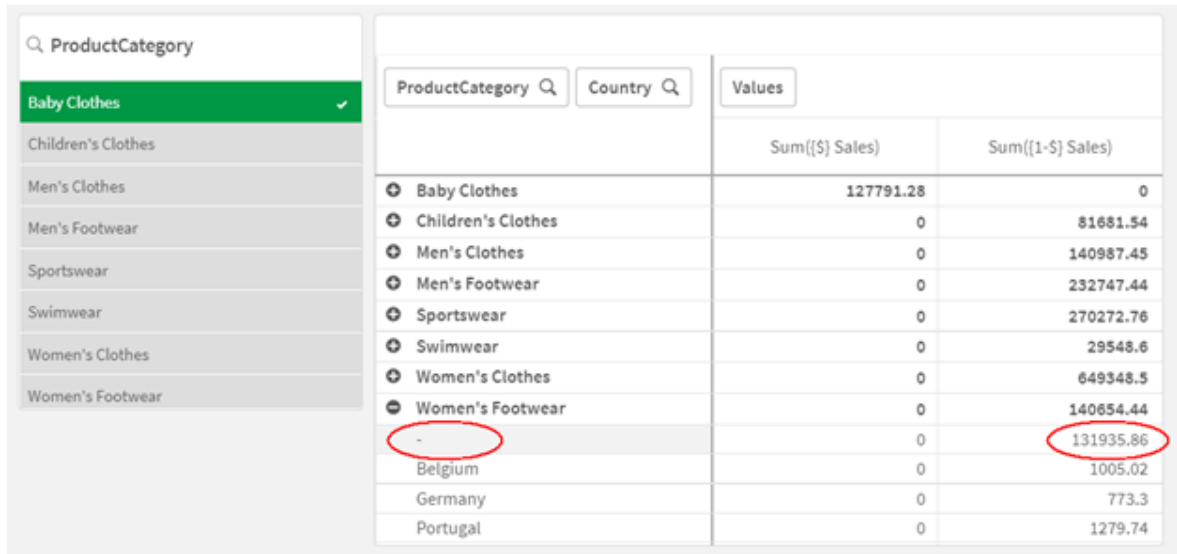 ProductCategory
Baby Clothes
Children's Clothes
Men's Clothes
Men's Footwear
Sportswear
Swimwear
Women's Clothes
Women's Footwear
ProductCategory Country Values
Sum({$} Sales) Sum({1-$} Sales)
Baby Clothes 127791.28 0
Children's Clothes 0 81681.54
Men's Clothes 0 140987.45
Men's Footwear 0 232747.44
Sportswear 0 270272.76
Swimwear 0 29548.6
Women's Clothes 0 649348.5
Women's Footwear 0 140654.44
- 0 131935.86
Belgium 0 1005.02
Germany 0 773.3
Portugal 0 1279.74